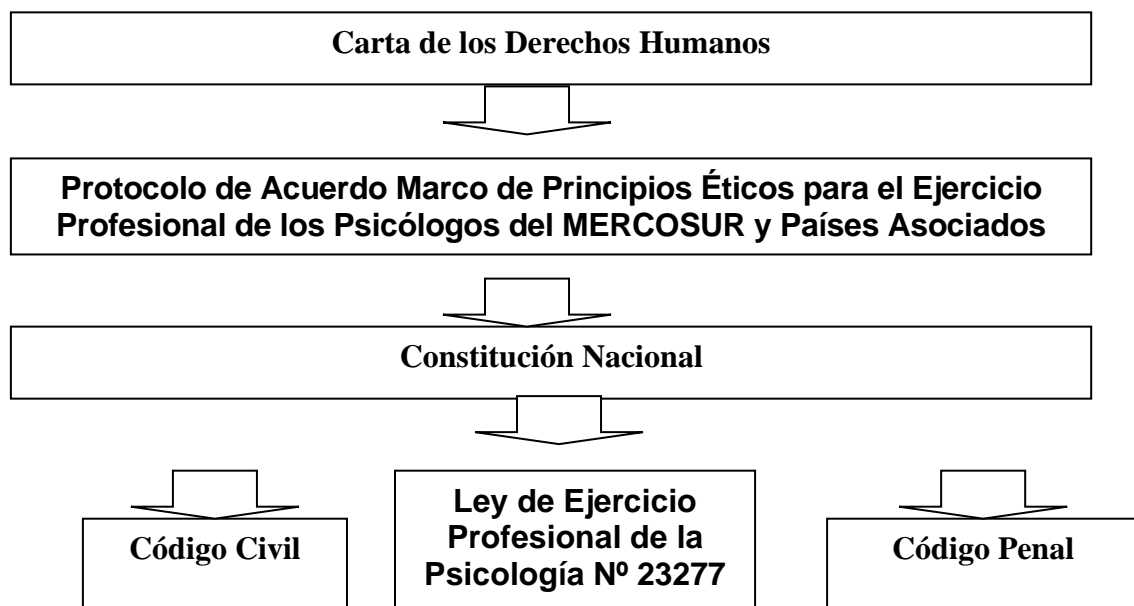 Carta de los Derechos Humanos
Protocolo de Acuerdo Marco de Principios Éticos para el Ejercicio
Profesional de los Psicólogos del MERCOSUR y Países Asociados
Constitución Nacional
Código Civil
Ley de Ejercicio
Profesional de la
Psicología Nº 23277
Código Penal